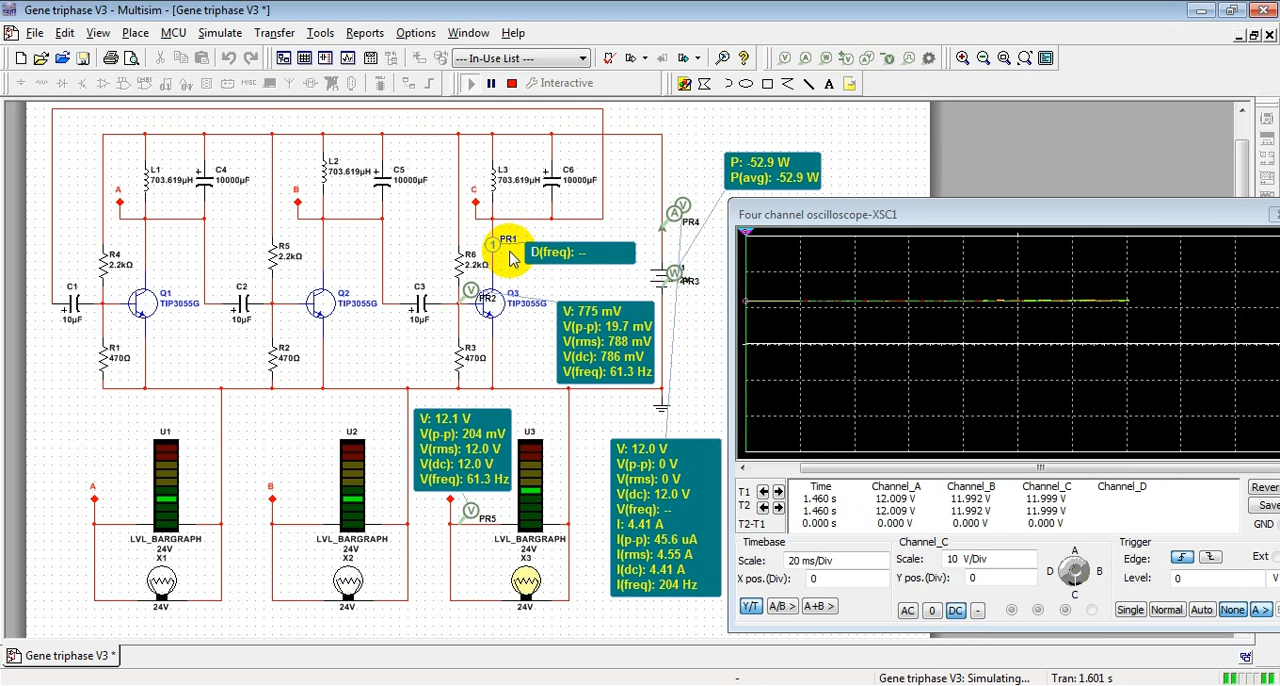 Gene triphase V3 - Multisim - [Gene triphase V3 *]
File Edit View Place MCU Simulate Transfer Tools Reports Options Window Help
--- In-Use List ---
Interactive
L1
703.619µH
C4
10000µF
L2
703.619µH
C5
10000µF
L3
703.619µH
C6
10000µF
A
B
C
P: -52.9 W
P(avg): -52.9 W
A
V
PR4
R4
2.2kΩ
R5
2.2kΩ
R6
2.2kΩ
1
PR1
D(freq): --
W
PR3
C1
10µF
Q1
TIP3055G
C2
10µF
Q2
TIP3055G
C3
10µF
V
PR2
Q3
TIP3055G
V: 775 mV
V(p-p): 19.7 mV
V(rms): 788 mV
V(dc): 786 mV
V(freq): 61.3 Hz
R1
470Ω
R2
470Ω
R3
470Ω
V: 12.1 V
V(p-p): 204 mV
V(rms): 12.0 V
V(dc): 12.0 V
V(freq): 61.3 Hz
V: 12.0 V
V(p-p): 0 V
V(rms): 0 V
V(dc): 12.0 V
V(freq): --
I: 4.41 A
I(p-p): 45.6 uA
I(rms): 4.55 A
I(dc): 4.41 A
I(freq): 204 Hz
U1
U2
U3
A
B
V
PR5
LVL_BARGRAPH
24V
X1
LVL_BARGRAPH
24V
X2
LVL_BARGRAPH
24V
X3
24V
24V
24V
Four channel oscilloscope-XSC1
Time Channel_A Channel_B Channel_C Channel_D
T1 1.460 s 12.009 V 11.992 V 11.999 V
T2 1.460 s 12.009 V 11.992 V 11.999 V
T2-T1 0.000 s 0.000 V 0.000 V 0.000 V
Rever
Save
GND
Timebase
Scale: 20 ms/Div
X pos.(Div): 0
Y/T A/B > A+B >
Channel_C
Scale: 10 V/Div
Y pos.(Div): 0
AC 0 DC -
A
B
C
D
Trigger
Edge: Ext
Level: 0 V
Single Normal Auto None A >
Gene triphase V3 *
- Gene triphase V3: Simulating... Tran: 1.601 s